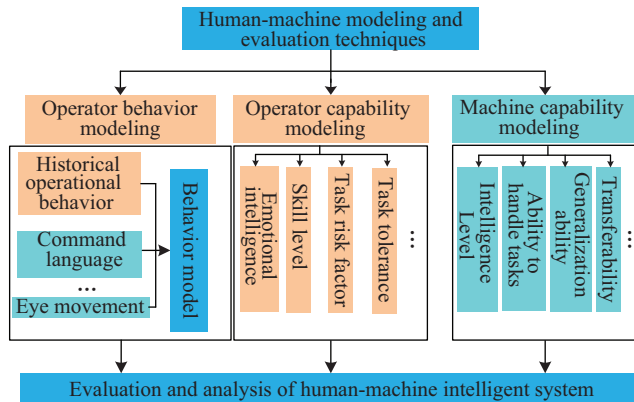 Human-machine modeling and
evaluation techniques
Operator behavior
modeling
Operator capability
modeling
Machine capability
modeling
Historical
operational
behavior
Command
language
...
Eye movement
Behavior model
Emotional
intelligence
Skill level
Task risk factor
Task tolerance
...
Intelligence
Level
Ability to
handle tasks
Generalization
ability
Transferability
...
Evaluation and analysis of human-machine intelligent system